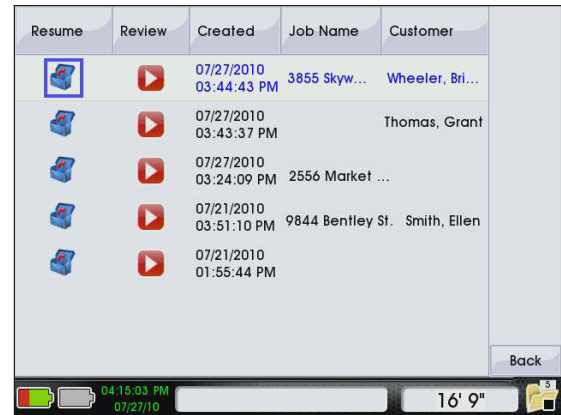 Resume Review Created Job Name Customer
07/27/2010
03:44:43 PM 3855 Skyw... Wheeler, Bri...
07/27/2010
03:43:37 PM Thomas, Grant
07/27/2010
03:24:09 PM 2556 Market ...
07/21/2010
03:51:10 PM 9844 Bentley St. Smith, Ellen
07/21/2010
01:55:44 PM
Back
04:15:03 PM
07/27/10
16' 9"
5